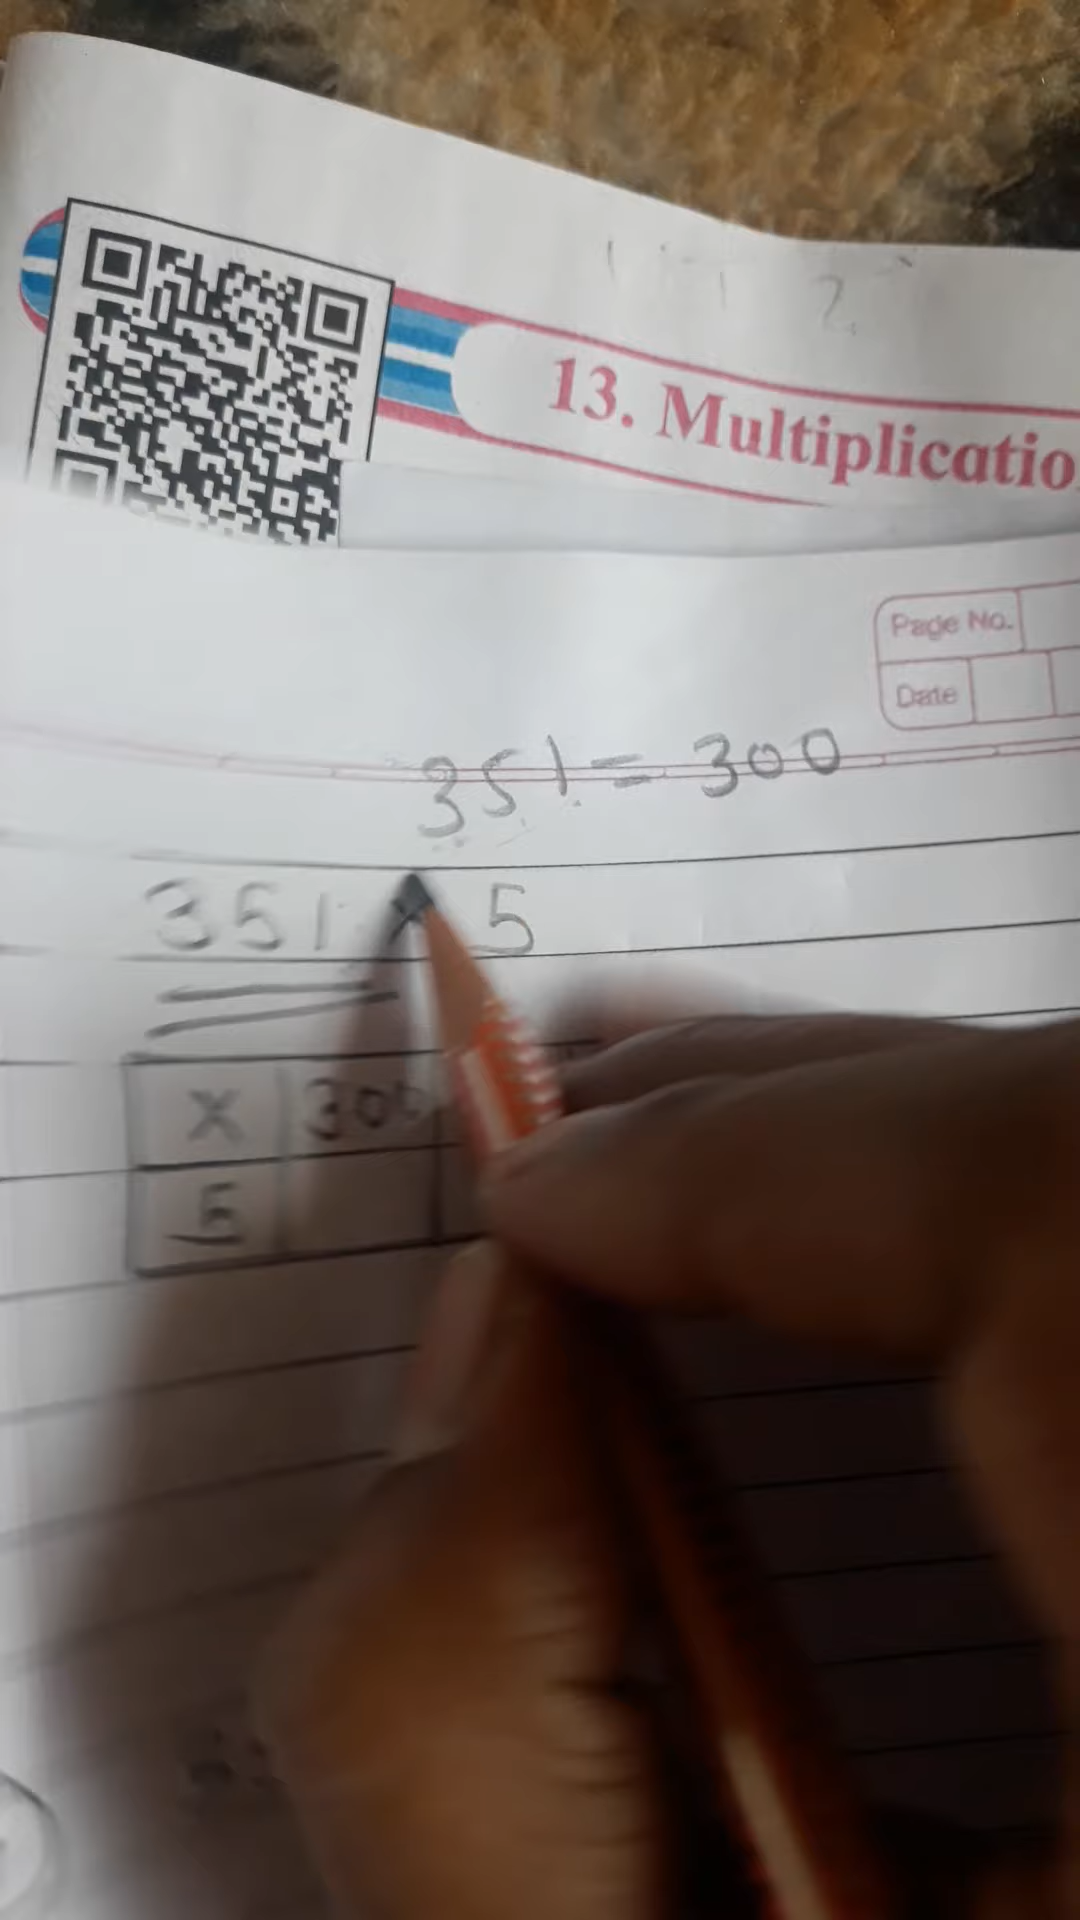 13. Multiplicatio
Page No.
Date
351 = 300
351 × 5
× 300
5